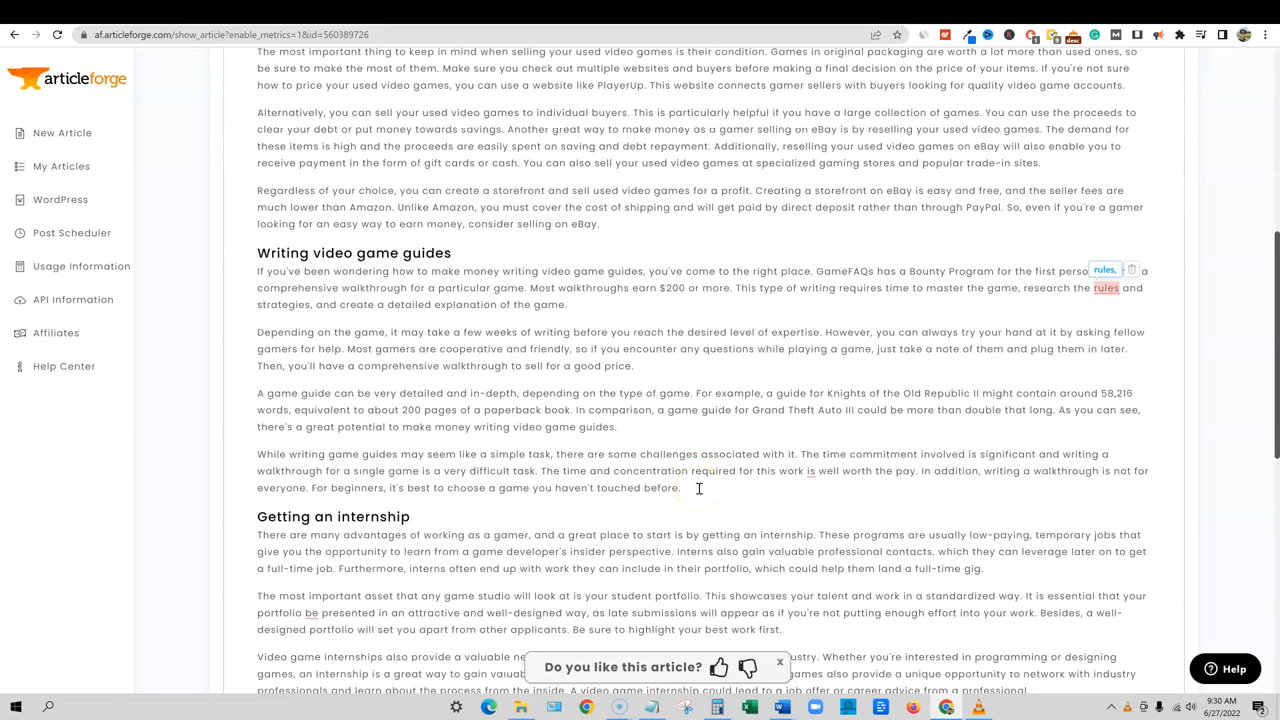 af.articleforge.com/show_article?enable_metrics=1&id=560389726
articleforge
New Article
My Articles
WordPress
Post Scheduler
Usage Information
API Information
Affiliates
Help Center
The most important thing to keep in mind when selling your used video games is their condition. Games in original packaging are worth a lot more than used ones, so
be sure to make the most of them. Make sure you check out multiple websites and buyers before making a final decision on the price of your items. If you're not sure
how to price your used video games, you can use a website like PlayerUp. This website connects gamer sellers with buyers looking for quality video game accounts.
Alternatively, you can sell your used video games to individual buyers. This is particularly helpful if you have a large collection of games. You can use the proceeds to
clear your debt or put money towards savings. Another great way to make money as a gamer selling on eBay is by reselling your used video games. The demand for
these items is high and the proceeds are easily spent on saving and debt repayment. Additionally, reselling your used video games on eBay will also enable you to
receive payment in the form of gift cards or cash. You can also sell your used video games at specialized gaming stores and popular trade-in sites.
Regardless of your choice, you can create a storefront and sell used video games for a profit. Creating a storefront on eBay is easy and free, and the seller fees are
much lower than Amazon. Unlike Amazon, you must cover the cost of shipping and will get paid by direct deposit rather than through PayPal. So, even if you're a gamer
looking for an easy way to earn money, consider selling on eBay.
Writing video game guides
If you've been wondering how to make money writing video game guides, you've come to the right place. GameFAQs has a Bounty Program for the first perso a
rules,
comprehensive walkthrough for a particular game. Most walkthroughs earn $200 or more. This type of writing requires time to master the game, research the rules and
strategies, and create a detailed explanation of the game.
Depending on the game, it may take a few weeks of writing before you reach the desired level of expertise. However, you can always try your hand at it by asking fellow
gamers for help. Most gamers are cooperative and friendly, so if you encounter any questions while playing a game, just take a note of them and plug them in later.
Then, you'll have a comprehensive walkthrough to sell for a good price.
A game guide can be very detailed and in-depth, depending on the type of game. For example, a guide for Knights of the Old Republic II might contain around 58,216
words, equivalent to about 200 pages of a paperback book. In comparison, a game guide for Grand Theft Auto III could be more than double that long. As you can see,
there's a great potential to make money writing video game guides.
While writing game guides may seem like a simple task, there are some challenges associated with it. The time commitment involved is significant and writing a
walkthrough for a single game is a very difficult task. The time and concentration required for this work is well worth the pay. In addition, writing a walkthrough is not for
everyone. For beginners, it's best to choose a game you haven't touched before.
Getting an internship
There are many advantages of working as a gamer, and a great place to start is by getting an internship. These programs are usually low-paying, temporary jobs that
give you the opportunity to learn from a game developer's insider perspective. Interns also gain valuable professional contacts, which they can leverage later on to get
a full-time job. Furthermore, interns often end up with work they can include in their portfolio, which could help them land a full-time gig.
The most important asset that any game studio will look at is your student portfolio. This showcases your talent and work in a standardized way. It is essential that your
portfolio be presented in an attractive and well-designed way, as late submissions will appear as if you're not putting enough effort into your work. Besides, a well-
designed portfolio will set you apart from other applicants. Be sure to highlight your best work first.
Video game internships also provide a valuable ne ustry. Whether you're interested in programming or designing
games, an internship is a great way to gain valua ames also provide a unique opportunity to network with industry
professionals and learn about the process from the inside. A video game internship could lead to a job offer or career advice from a professional.
Do you like this article?
x
Help
9:30 AM
6/27/2022